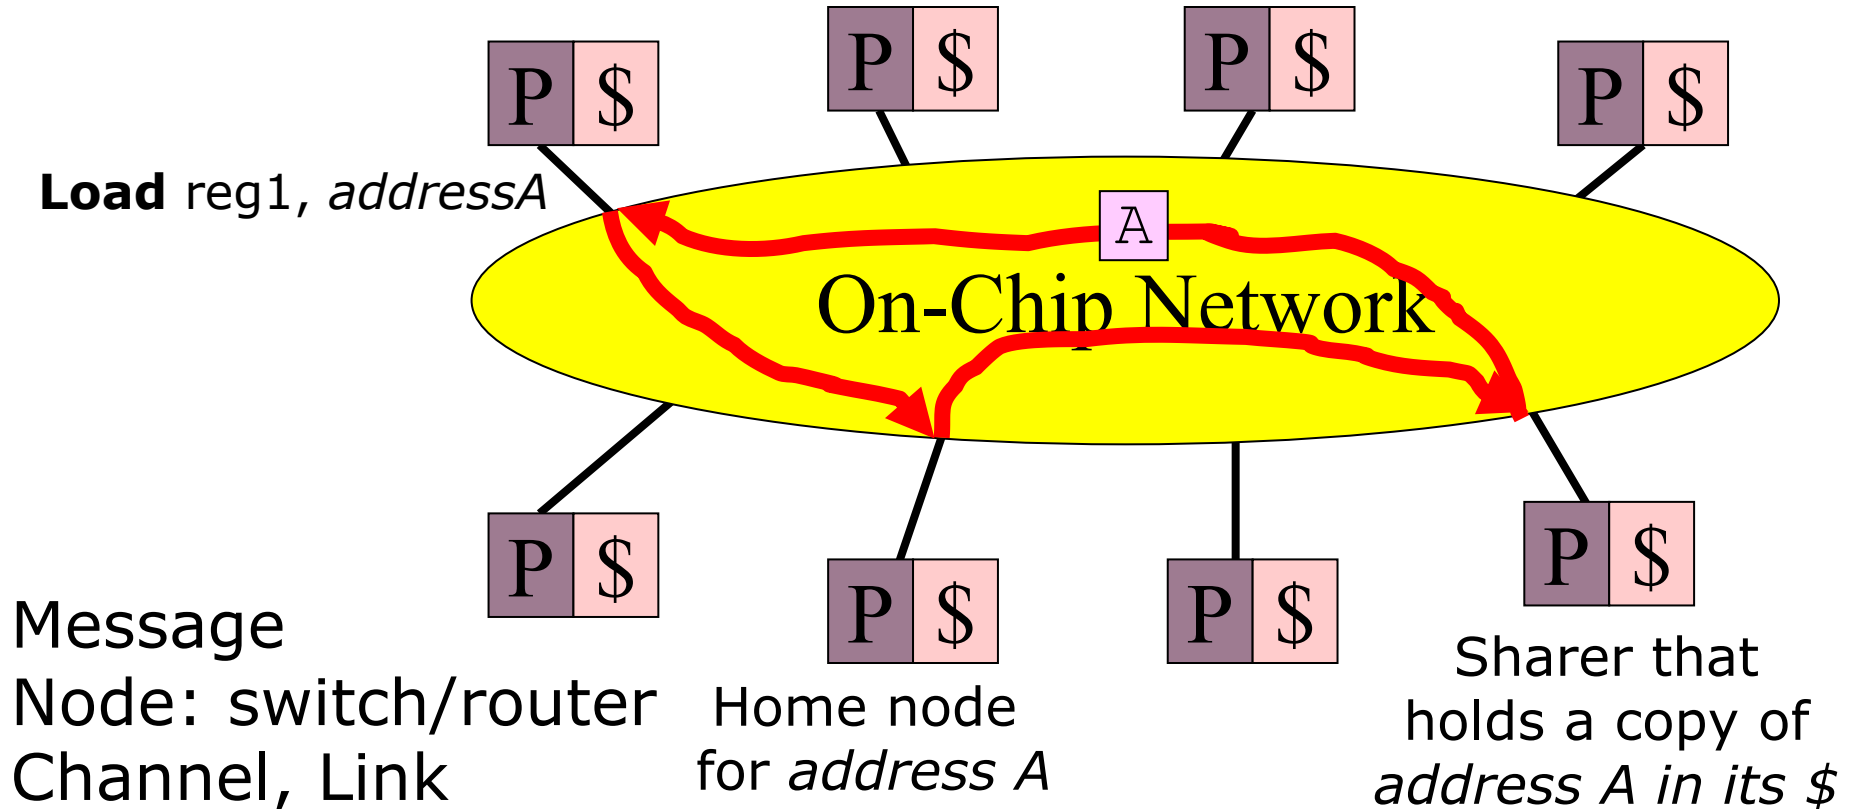 P $
P $
P $
P $
Load reg1, addressA
A
On-Chip Network
P $
P $
P $
P $
Message
Node: switch/router
Channel, Link
Home node
for address A
Sharer that
holds a copy of
address A in its $